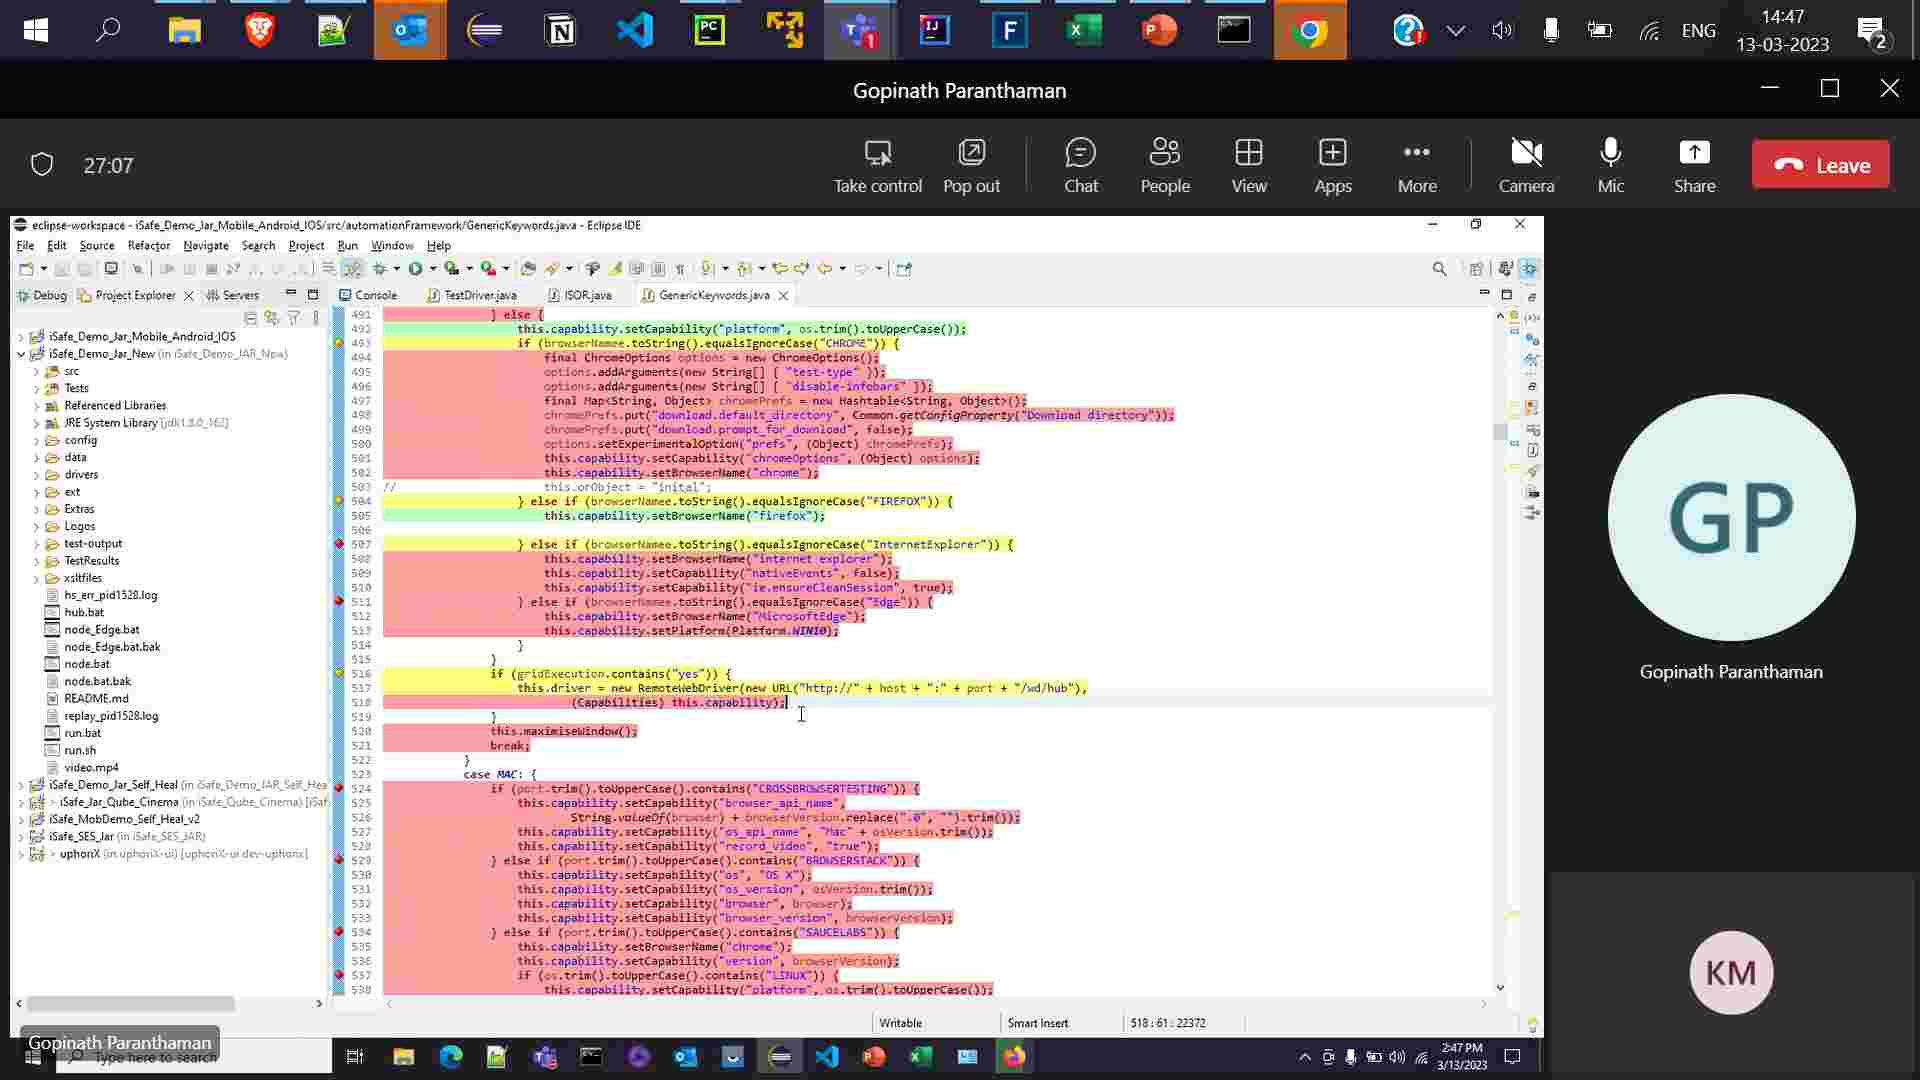 ENG
14:47
13-03-2023
2
Gopinath Paranthaman
27:07
Take control
Pop out
Chat
People
View
Apps
More
Camera
Mic
Share
Leave
eclipse-workspace - iSafe_Demo_Jar_Mobile_Android_IOS/src/automationFramework/GenericKeywords.java - Eclipse IDE
File Edit Source Refactor Navigate Search Project Run Window Help
Debug Project Explorer Servers
Console TestDriver.java ISOR.java GenericKeywords.java
iSafe_Demo_Jar_Mobile_Android_IOS
iSafe_Demo_Jar_New (in iSafe_Demo_JAR_New)
src
Tests
Referenced Libraries
JRE System Library [jdk1.8.0_162]
config
data
drivers
ext
Extras
Logos
test-output
TestResults
xsltfiles
hs_err_pid1528.log
hub.bat
node_Edge.bat
node_Edge.bat.bak
node.bat
node.bat.bak
README.md
replay_pid1528.log
run.bat
run.sh
video.mp4
iSafe_Demo_Jar_Self_Heal (in iSafe_Demo_JAR_Self_Hea
> iSafe_Jar_Qube_Cinema (in iSafe_Qube_Cinema) [iSaf
iSafe_MobDemo_Self_Heal_v2
iSafe_SES_Jar (in iSafe_SES_JAR)
> uphoriX (in uphoriX-ui) [uphoriX-ui dev-uphorix]
491 } else {
492 this.capability.setCapability("platform", os.trim().toUpperCase());
493 if (browserNamee.toString().equalsIgnoreCase("CHROME")) {
494 final ChromeOptions options = new ChromeOptions();
495 options.addArguments(new String[] { "test-type" });
496 options.addArguments(new String[] { "disable-infobars" });
497 final Map<String, Object> chromePrefs = new Hashtable<String, Object>();
498 chromePrefs.put("download.default_directory", Common.getConfigProperty("Download directory"));
499 chromePrefs.put("download.prompt_for_download", false);
500 options.setExperimentalOption("prefs", (Object) chromePrefs);
501 this.capability.setCapability("chromeOptions", (Object) options);
502 this.capability.setBrowserName("chrome");
503 // this.orObject = "inital";
504 } else if (browserNamee.toString().equalsIgnoreCase("FIREFOX")) {
505 this.capability.setBrowserName("firefox");
506
507 } else if (browserNamee.toString().equalsIgnoreCase("InternetExplorer")) {
508 this.capability.setBrowserName("internet explorer");
509 this.capability.setCapability("nativeEvents", false);
510 this.capability.setCapability("ie.ensureCleanSession", true);
511 } else if (browserNamee.toString().equalsIgnoreCase("Edge")) {
512 this.capability.setBrowserName("MicrosoftEdge");
513 this.capability.setPlatform(Platform.WIN10);
514 }
515 }
516 if (gridExecution.contains("yes")) {
517 this.driver = new RemoteWebDriver(new URL("http://" + host + ":" + port + "/wd/hub"),
518 (Capabilities) this.capability);
519 }
520 this.maximiseWindow();
521 break;
522 }
523 case MAC: {
524 if (port.trim().toUpperCase().contains("CROSSBROWSERTESTING")) {
525 this.capability.setCapability("browser_api_name",
526 String.valueOf(browser) + browserVersion.replace(".0", "").trim());
527 this.capability.setCapability("os_api_name", "Mac" + osVersion.trim());
528 this.capability.setCapability("record_video", "true");
529 } else if (port.trim().toUpperCase().contains("BROWSERSTACK")) {
530 this.capability.setCapability("os", "OS X");
531 this.capability.setCapability("os_version", osVersion.trim());
532 this.capability.setCapability("browser", browser);
533 this.capability.setCapability("browser_version", browserVersion);
534 } else if (port.trim().toUpperCase().contains("SAUCELABS")) {
535 this.capability.setBrowserName("chrome");
536 this.capability.setCapability("version", browserVersion);
537 if (os.trim().toUpperCase().contains("LINUX")) {
538 this.capability.setCapability("platform", os.trim().toUpperCase());
Writable
Smart Insert
518 : 61 : 22372
GP
Gopinath Paranthaman
KM
Gopinath Paranthaman
Type here to search
2:47 PM
3/13/2023